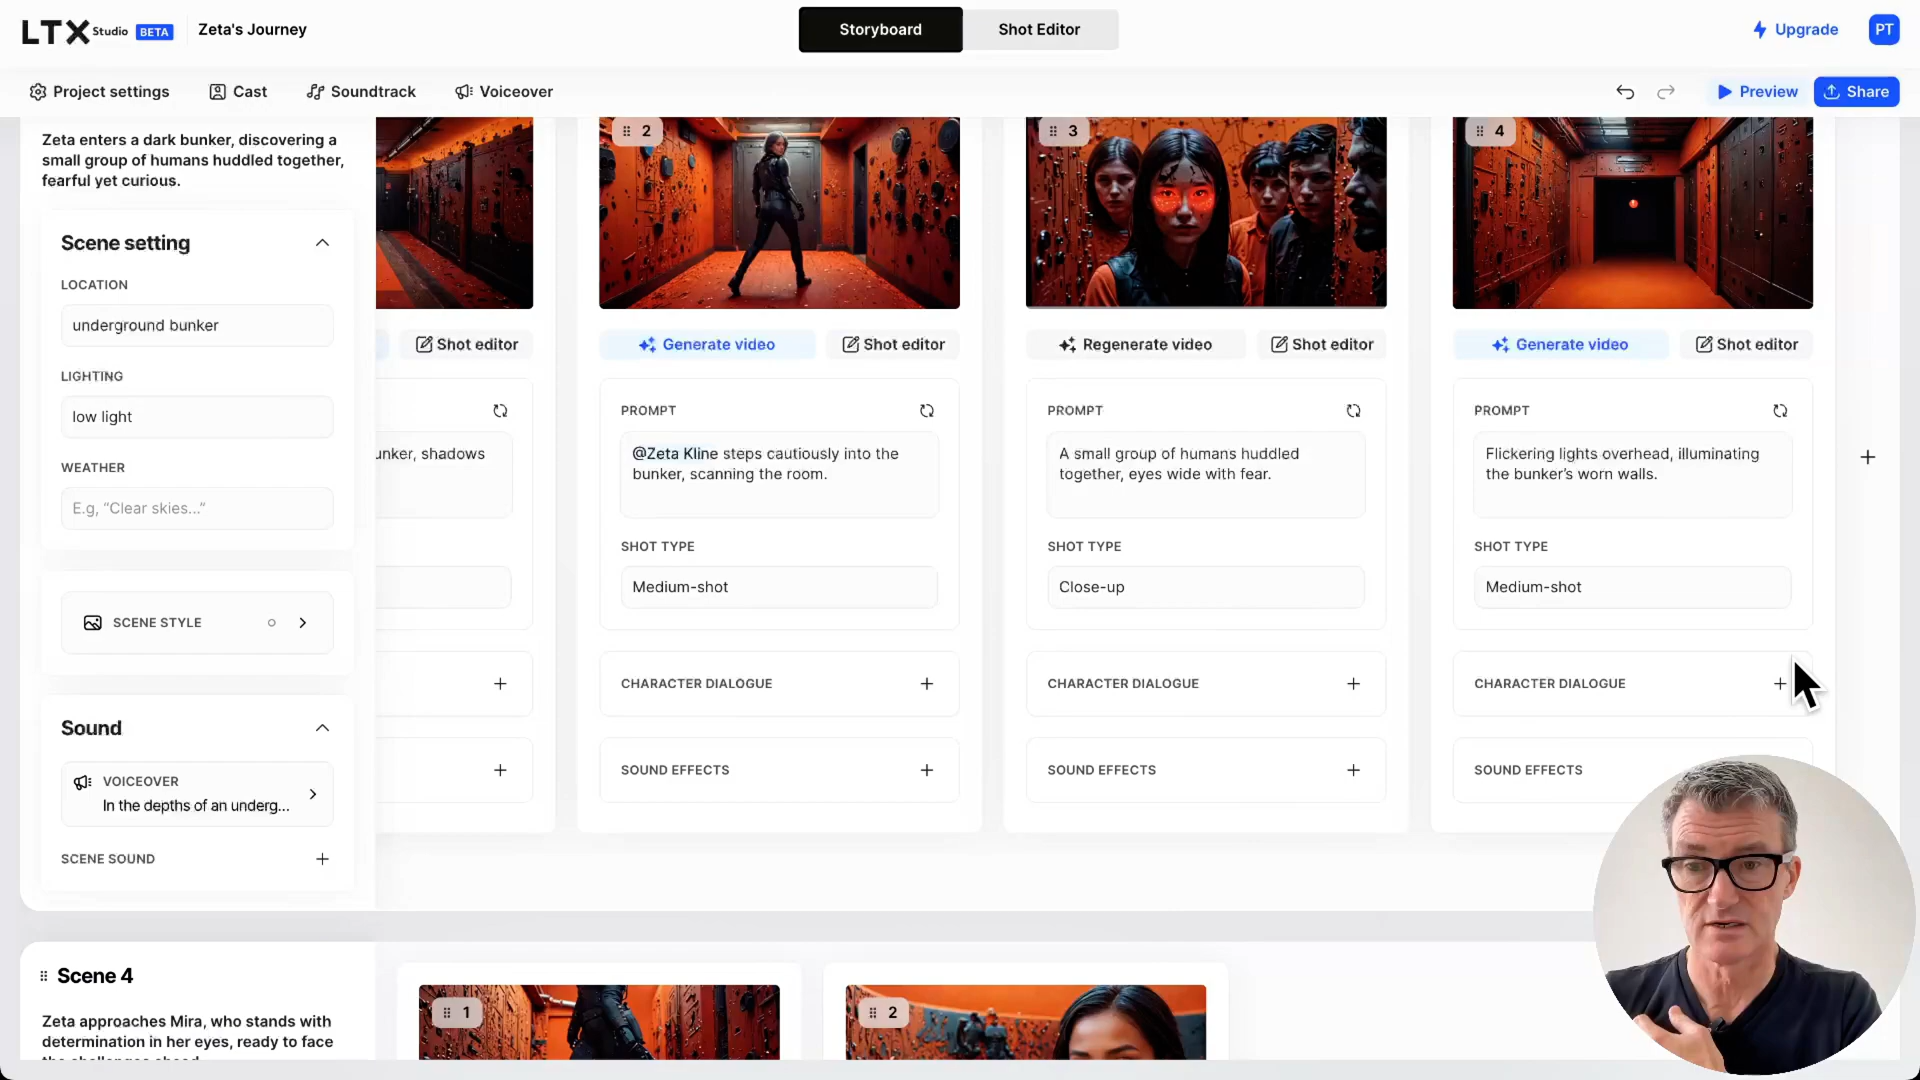 LTX Studio BETA
Zeta's Journey
Storyboard
Shot Editor
Upgrade
PT
Project settings
Cast
Soundtrack
Voiceover
Preview
Share
Zeta enters a dark bunker, discovering a
small group of humans huddled together,
fearful yet curious.
Scene setting
LOCATION
underground bunker
LIGHTING
low light
WEATHER
E.g, “Clear skies...”
SCENE STYLE
Sound
VOICEOVER
In the depths of an underg...
SCENE SOUND
Shot editor
unker, shadows
2
Generate video
Shot editor
PROMPT
@Zeta Kline steps cautiously into the
bunker, scanning the room.
SHOT TYPE
Medium-shot
CHARACTER DIALOGUE
SOUND EFFECTS
3
Regenerate video
Shot editor
PROMPT
A small group of humans huddled
together, eyes wide with fear.
SHOT TYPE
Close-up
CHARACTER DIALOGUE
SOUND EFFECTS
4
Generate video
Shot editor
PROMPT
Flickering lights overhead, illuminating
the bunker’s worn walls.
SHOT TYPE
Medium-shot
CHARACTER DIALOGUE
SOUND EFFECTS
Scene 4
Zeta approaches Mira, who stands with
determination in her eyes, ready to face
1
2